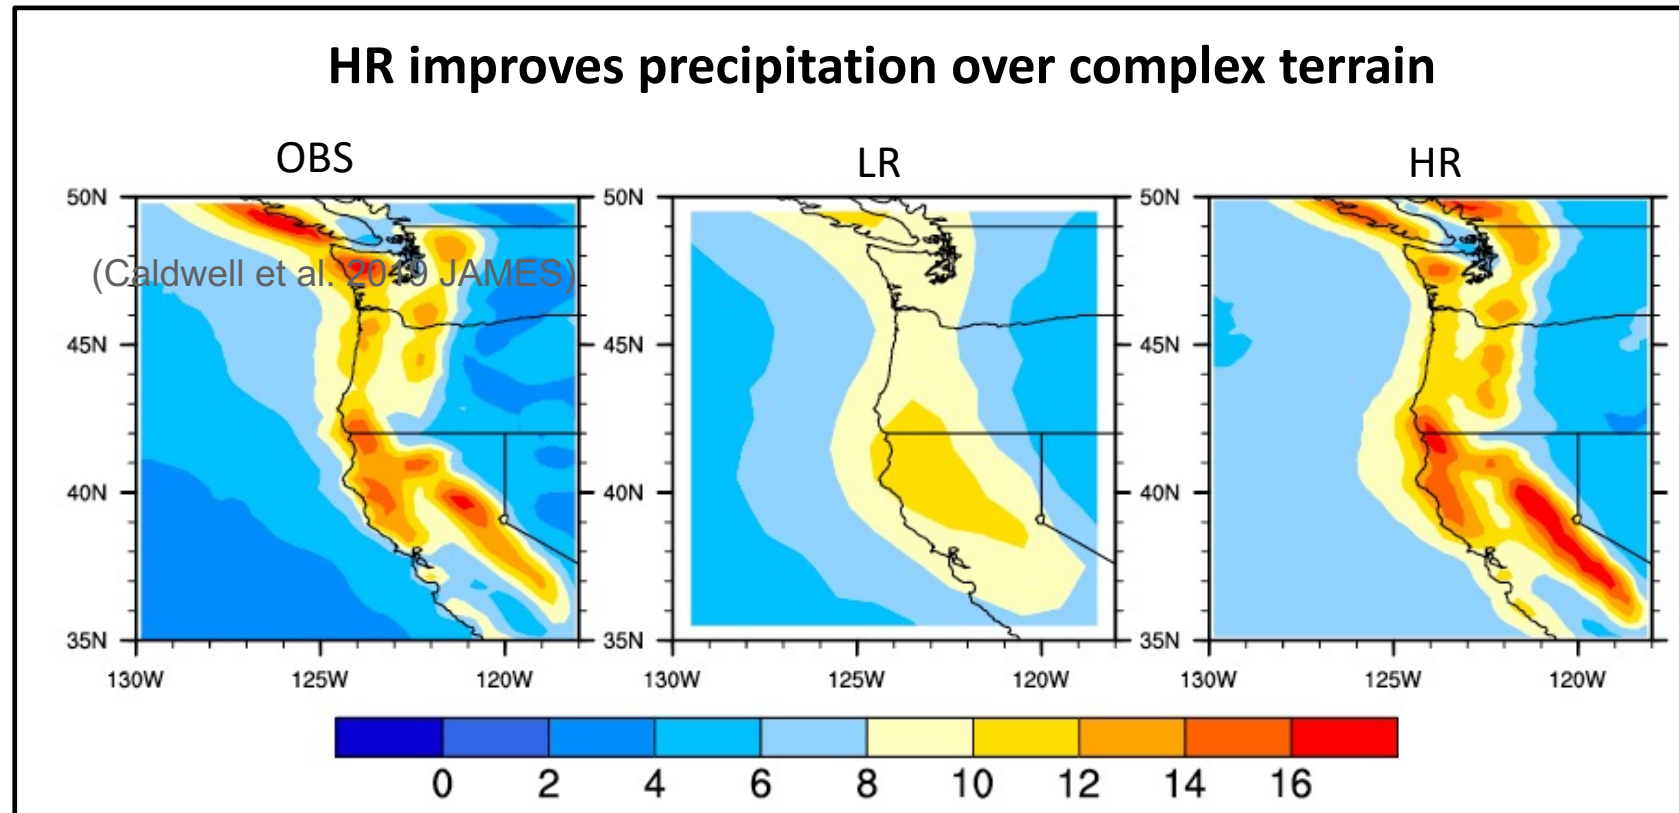 HR improves precipitation over complex terrain
OBS LR HR
50N 50N 50N
(Caldwell et al. 2019 JAMES)
45N 45N 45N
40N 40N 40N
35N 35N 35N
130W 125W 120W 130W 125W 120W 130W 125W 120W
0 2 4 6 8 10 12 14 16